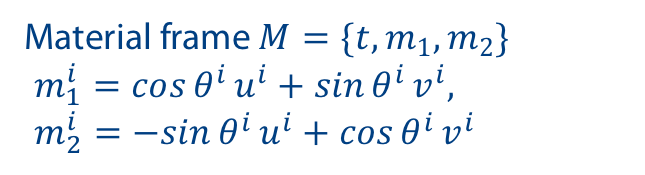 Material frame M = {t, m₁, m₂}
m₁ⁱ = cos θⁱ uⁱ + sin θⁱ vⁱ,
m₂ⁱ = −sin θⁱ uⁱ + cos θⁱ vⁱ